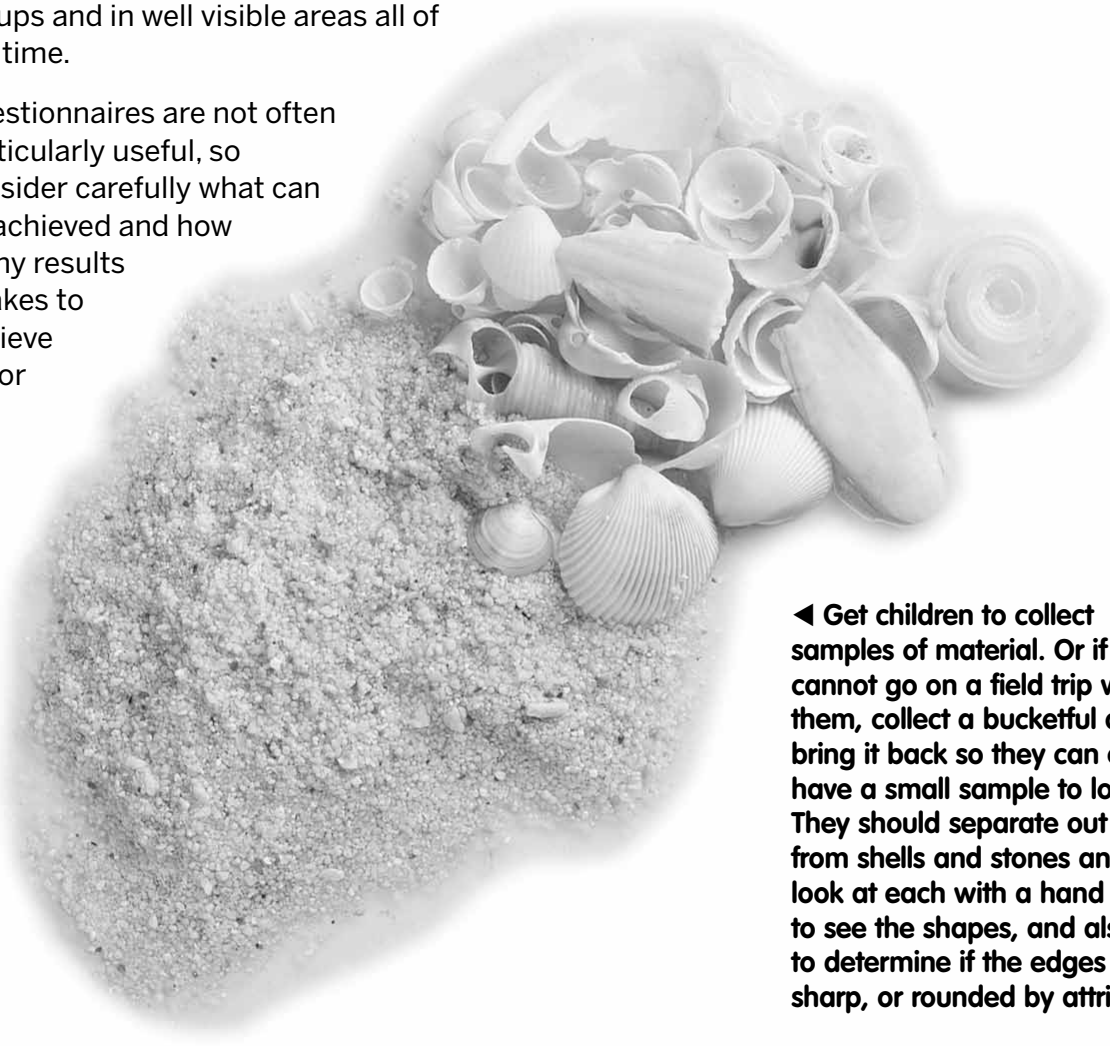 ups and in well visible areas all of
time.
estionnaires are not often
ticularly useful, so
sider carefully what can
achieved and how
ny results
akes to
ieve
or
◀ Get children to collect
samples of material. Or if
cannot go on a field trip
them, collect a bucketful
bring it back so they can
have a small sample to lo
They should separate out
from shells and stones an
look at each with a hand
to see the shapes, and als
to determine if the edges
sharp, or rounded by attri